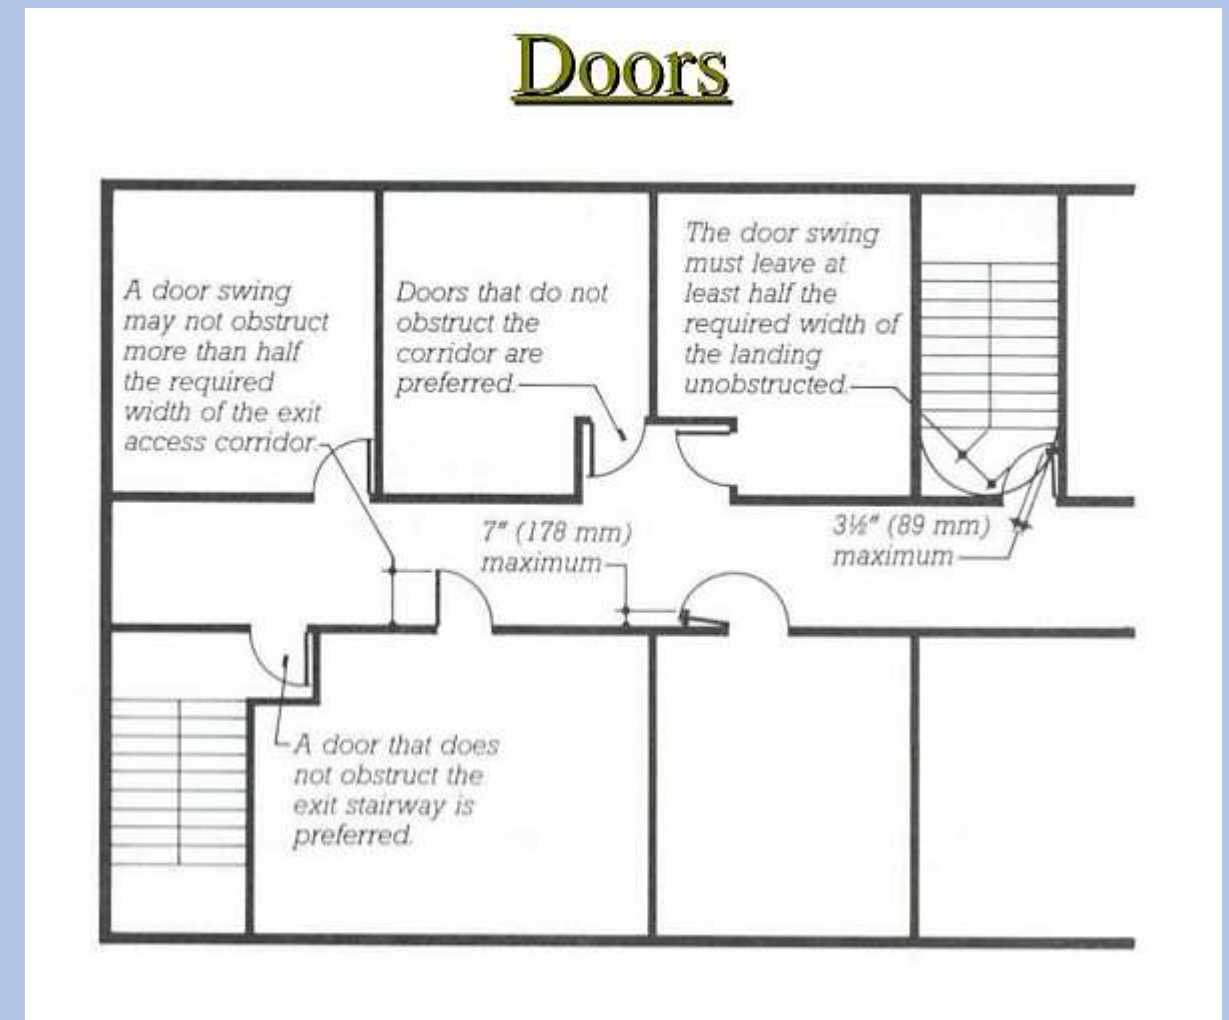 Doors
A door swing
may not obstruct
more than half
the required
width of the exit
access corridor.
Doors that do not
obstruct the
corridor are
preferred.
The door swing
must leave at
least half the
required width of
the landing
unobstructed.
7" (178 mm)
maximum
3½" (89 mm)
maximum
A door that does
not obstruct the
exit stairway is
preferred.